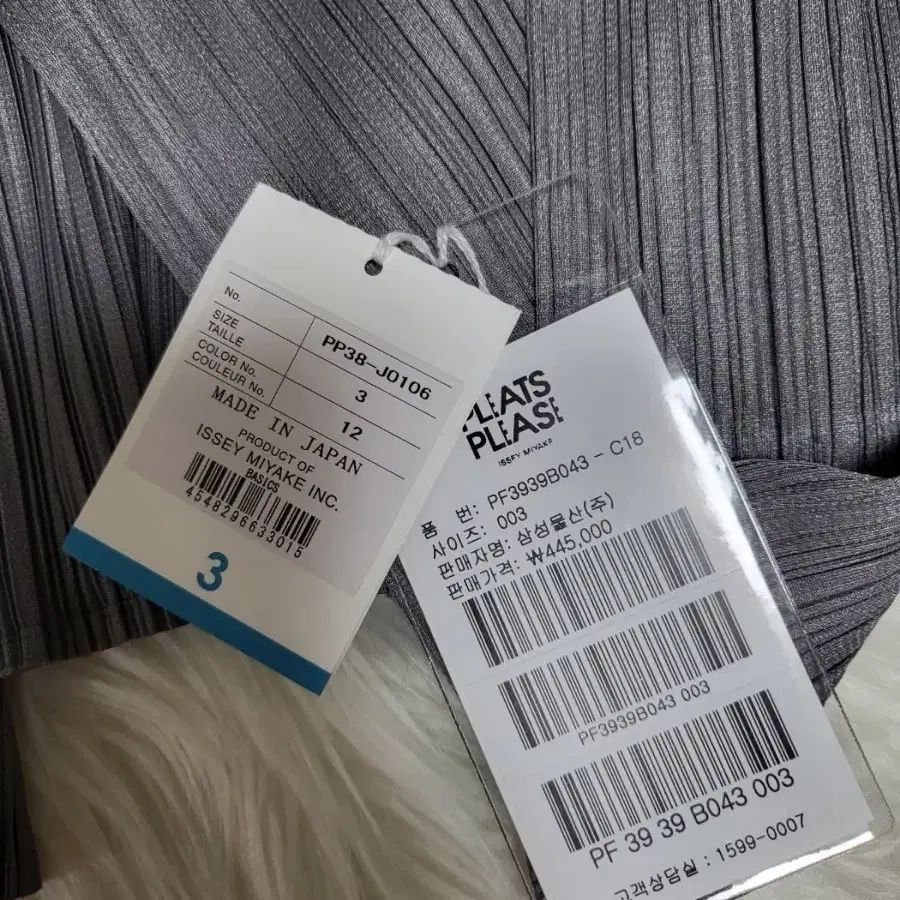 No.
PP38-J0106
SIZE
TAILLE
3
COLOR No.
COULEUR No.
12
MADE IN JAPAN
PRODUCT OF
ISSEY MIYAKE INC.
BASICS
4548296633015
3
PLEATS
PLEASE
ISSEY MIYAKE
품 번: PF3939B043 - C18
사이즈: 003
판매자명: 삼성물산(주)
판매가격: ₩445,000
PF3939B043 003
PF 39 39 B043 003
고객상담실 : 1599-0007